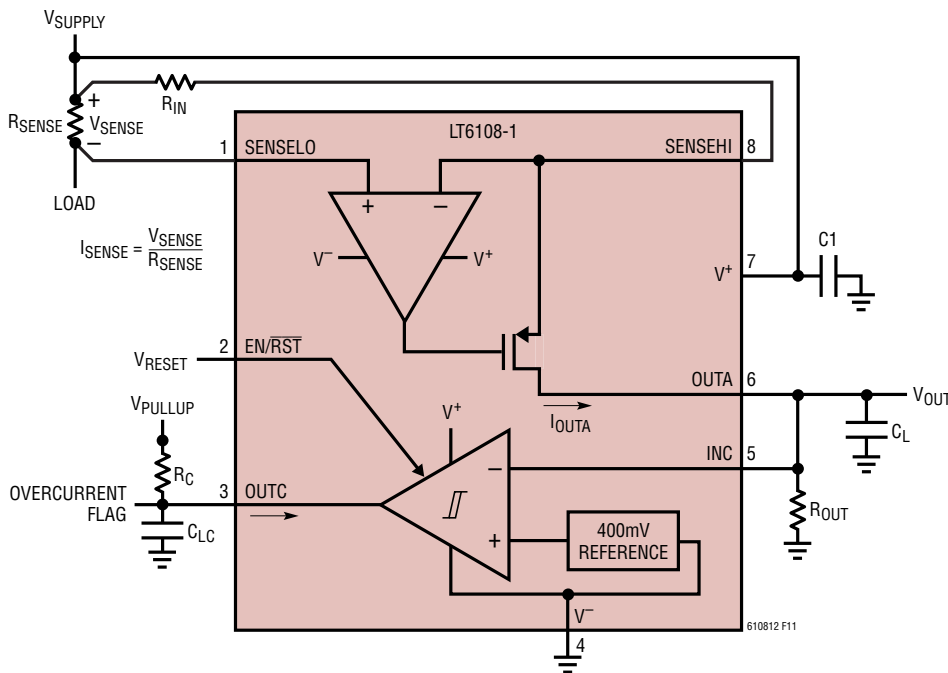 VSUPPLY
RIN
+
RSENSE
VSENSE
–
LT6108-1
1
SENSELO
SENSEHI
8
LOAD
+
–
ISENSE = VSENSE
RSENSE
V–
V+
C1
7
V+
2
EN/RST
VRESET
OUTA
6
VOUT
VPULLUP
V+
IOUTA
CL
INC
5
RC
–
OVERCURRENT
FLAG
3
OUTC
ROUT
CLC
+
400mV
REFERENCE
V–
4
610812 F11